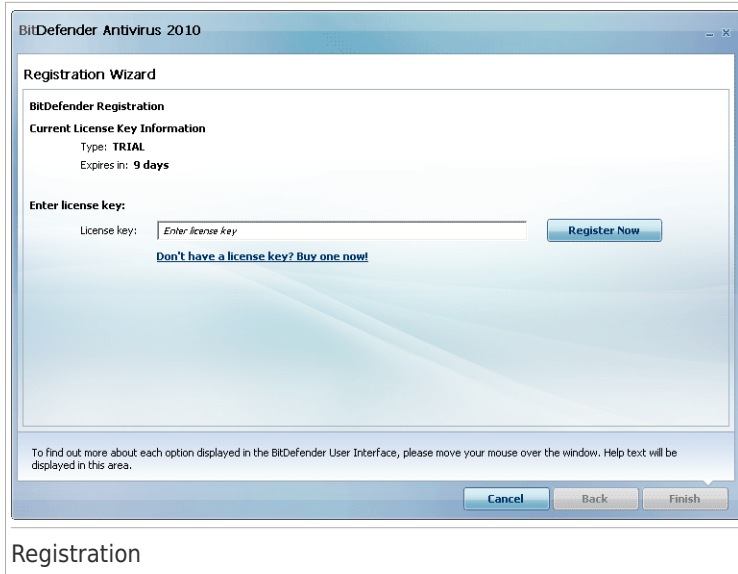 BitDefender Antivirus 2010
Registration Wizard
BitDefender Registration
Current License Key Information
Type: TRIAL
Expires in: 9 days
Enter license key:
License key: Enter license key Register Now
Don't have a license key? Buy one now!
To find out more about each option displayed in the BitDefender User Interface, please move your mouse over the window. Help text will be
displayed in this area.
Cancel Back Finish
Registration